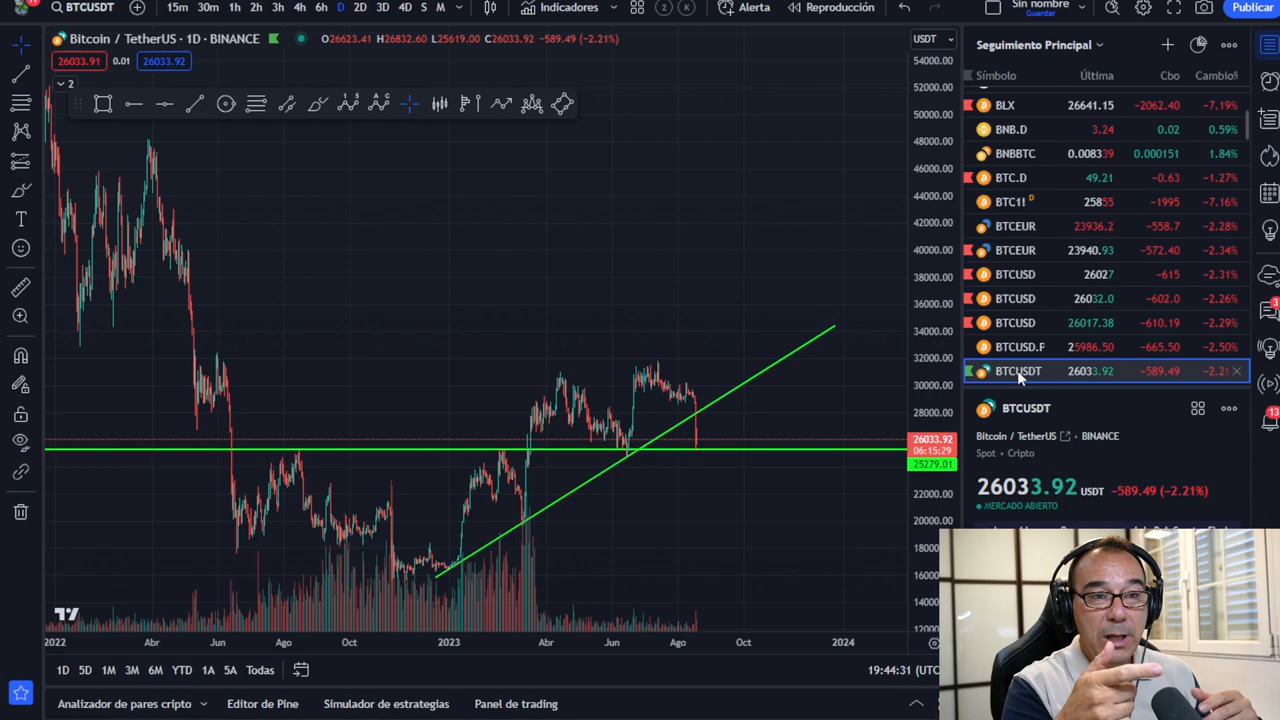 BTCUSDT 15m 30m 1h 2h 3h 4h 6h D 2D 3D 4D S M Indicadores 2 K Alerta Reproducción Sin nombre Guardar Publicar
Bitcoin / TetherUS · 1D · BINANCE O26623.41 H26832.60 L25619.00 C26033.92 −589.49 (−2.21%) USDT
26033.91 0.01 26033.92
2
54000.00
52000.00
50000.00
48000.00
46000.00
44000.00
42000.00
40000.00
38000.00
36000.00
34000.00
32000.00
30000.00
28000.00
26033.92
06:15:29
25279.01
22000.00
20000.00
18000.00
16000.00
14000.00
12000
2022 Abr Jun Ago Oct 2023 Abr Jun Ago Oct 2024
1D 5D 1M 3M 6M YTD 1A 5A Todas 19:44:31 (UTC
Analizador de pares cripto Editor de Pine Simulador de estrategias Panel de trading
Seguimiento Principal
Símbolo Última Cbo Cambio%
BLX 26641.15 −2062.40 −7.19%
BNB.D 3.24 0.02 0.59%
BNBBTC 0.008339 0.000151 1.84%
BTC.D 49.21 −0.63 −1.27%
BTC1! D 25855 −1995 −7.16%
BTCEUR 23936.2 −558.7 −2.28%
BTCEUR 23940.93 −572.40 −2.34%
BTCUSD 26027 −615 −2.31%
BTCUSD 26032.0 −602.0 −2.26%
BTCUSD 26017.38 −610.19 −2.29%
BTCUSD.P 25986.50 −665.50 −2.50%
BTCUSDT 26033.92 −589.49 −2.21
BTCUSDT
Bitcoin / TetherUS · BINANCE
Spot · Cripto
26033.92 USDT −589.49 (−2.21%)
MERCADO ABIERTO
3
13